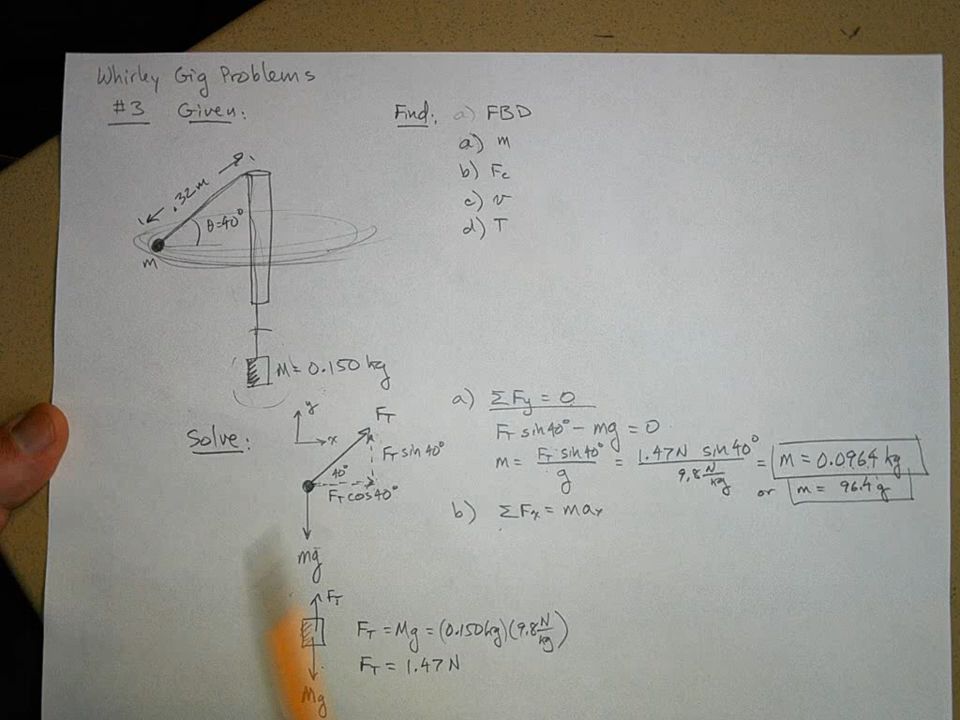 Whirley Gig Problems
#3 Given:
Find: a) FBD
a) m
b) Fc
c) v
d) T
.32m
θ=40°
m
M = 0.150 kg
Solve:
y
x
FT
FT sin 40°
40°
FT cos 40°
mg
a) ΣFy = 0
FT sin 40° - mg = 0
m = FT sin 40° / g = 1.47N sin 40° / 9.8 N/kg = m = 0.0964 kg
or m = 96.4 g
b) ΣFx = max
FT
FT = Mg = (0.150 kg)(9.8 N/kg)
FT = 1.47 N
Mg